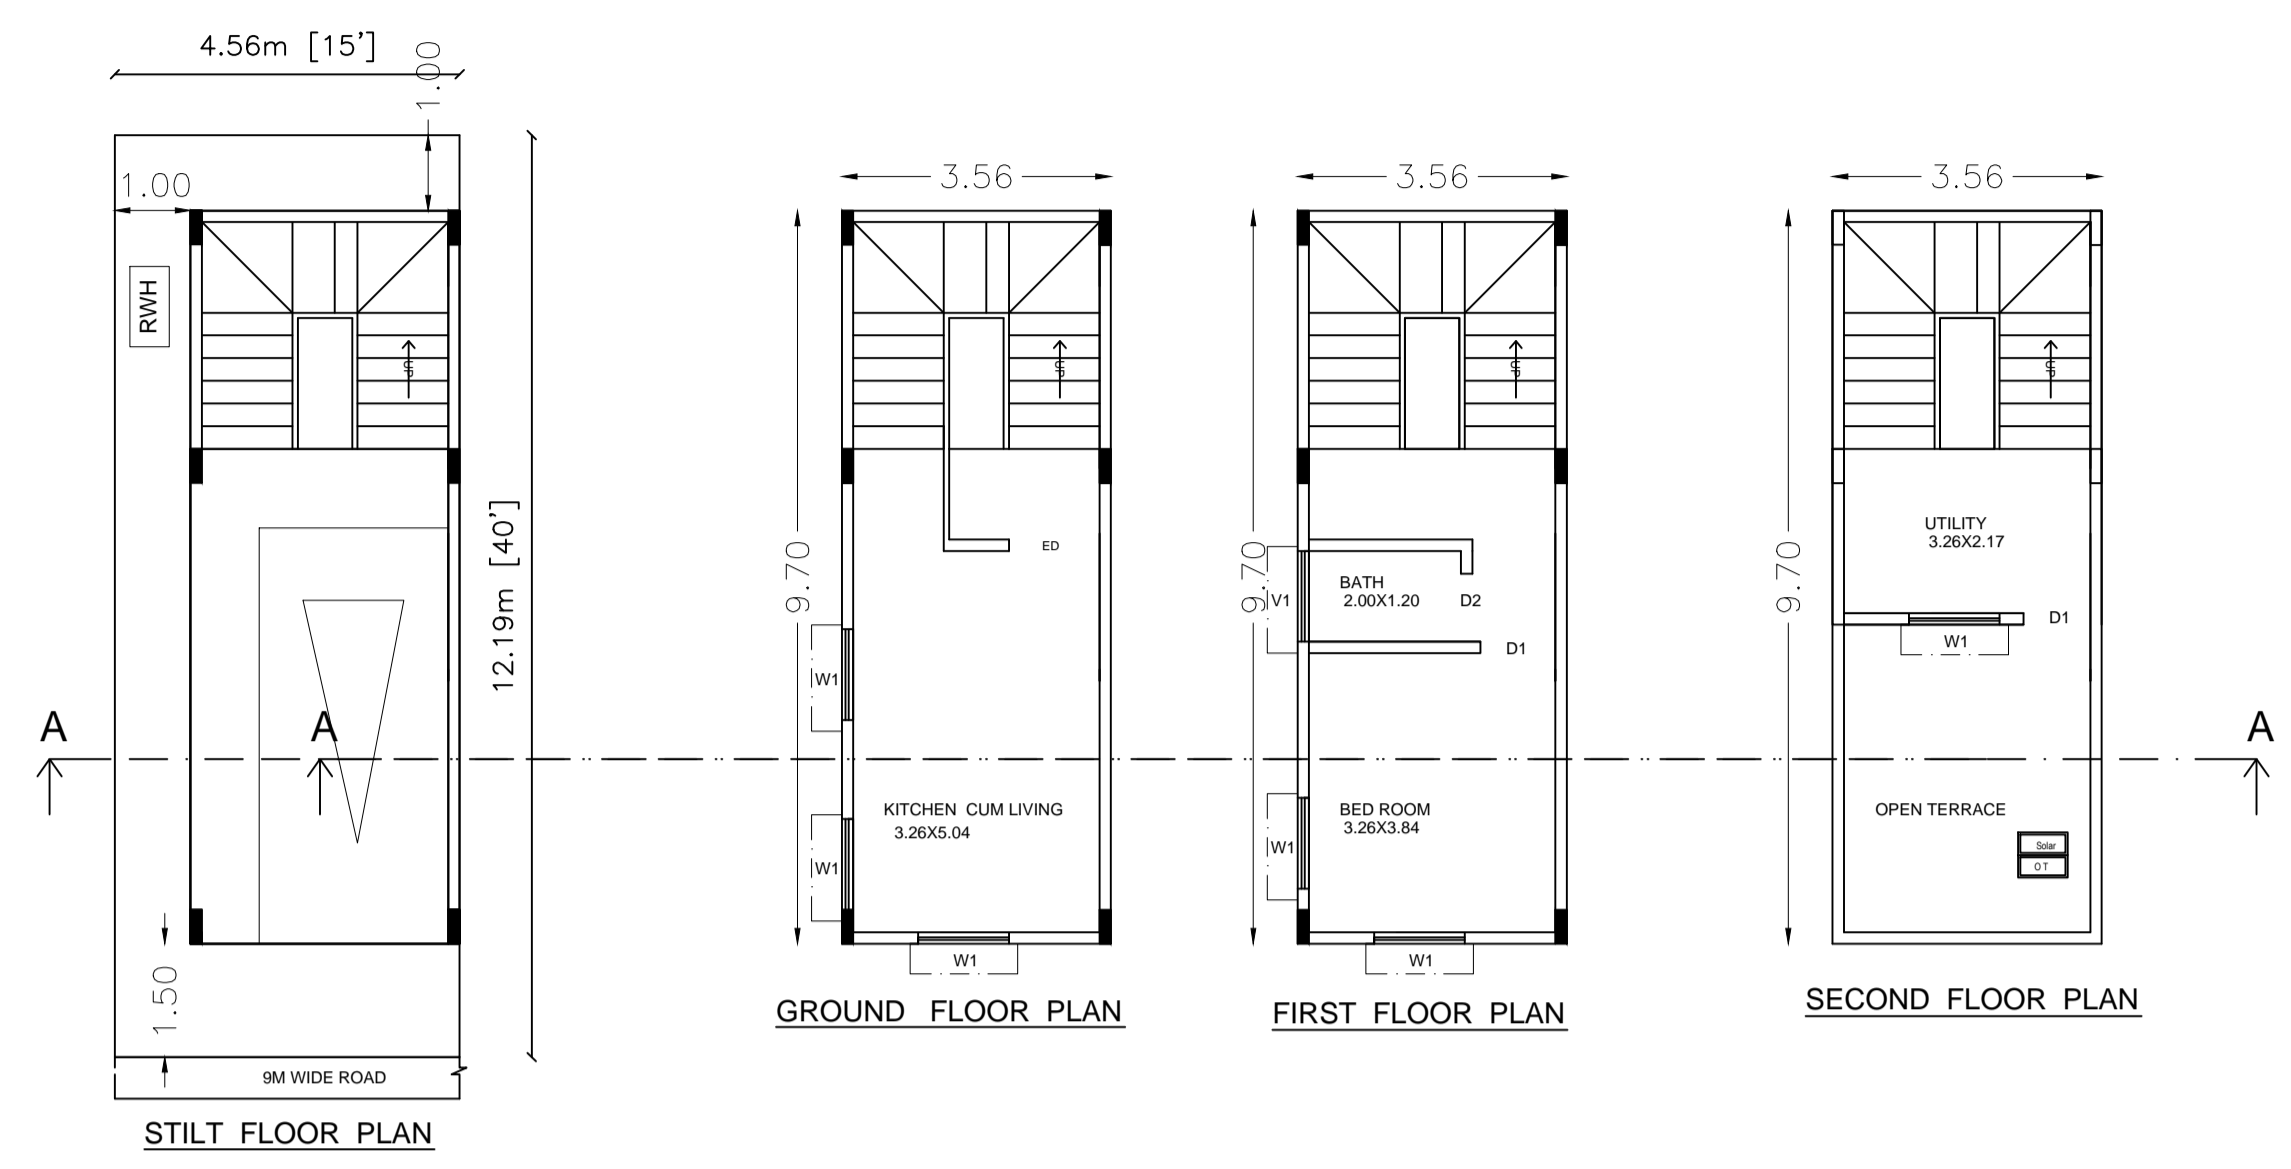 4.56m [15']
1.00
1.00
RWH
UP
12.19m [40']
A
A
1.50
9M WIDE ROAD
STILT FLOOR PLAN
3.56
9.70
UP
ED
W1
KITCHEN CUM LIVING
3.26X5.04
W1
W1
GROUND FLOOR PLAN
3.56
9.70
UP
V1
BATH
2.00X1.20
D2
D1
BED ROOM
3.26X3.84
W1
W1
FIRST FLOOR PLAN
3.56
9.70
UP
UTILITY
3.26X2.17
D1
W1
A
OPEN TERRACE
Solar
O T
SECOND FLOOR PLAN